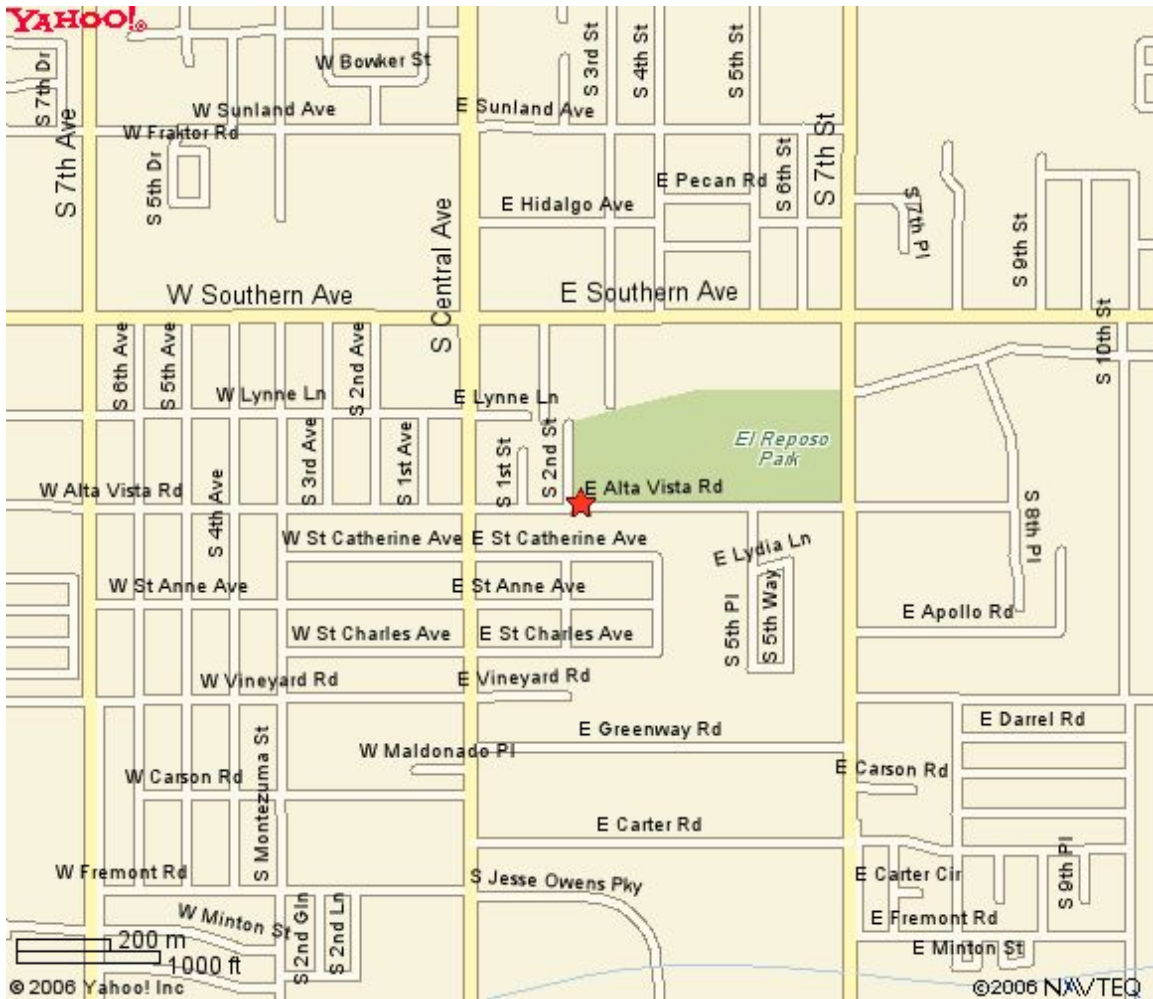 YAHOO!®
S 7th Dr
S 7th Ave
W Bowker St
W Sunland Ave
W Fraktor Rd
S 5th Dr
E Sunland Ave
S 3rd St
S 4th St
S 5th St
S 6th St
S 7th St
E Pecan Rd
E Hidalgo Ave
S Central Ave
S 7th Pl
S 9th St
W Southern Ave
E Southern Ave
S 10th St
S 6th Ave
S 5th Ave
S 2nd Ave
W Lynne Ln
E Lynne Ln
S 3rd Ave
S 1st Ave
S 1st St
S 2nd St
El Reposo
Park
W Alta Vista Rd
E Alta Vista Rd
S 4th Ave
S 8th Pl
W St Catherine Ave
E St Catherine Ave
E Lydia Ln
W St Anne Ave
E St Anne Ave
S 5th Pl
S 5th Way
E Apollo Rd
W St Charles Ave
E St Charles Ave
W Vineyard Rd
E Vineyard Rd
E Darrel Rd
E Greenway Rd
W Maldonado Pl
W Carson Rd
E Carson Rd
S Montezuma St
E Carter Rd
W Fremont Rd
S Jesse Owens Pky
E Carter Cir
S 9th Pl
W Minton St
S 2nd Gln
S 2nd Ln
E Fremont Rd
E Minton St
200 m
1000 ft
©2006 Yahoo! Inc
©2006 NAVTEQ